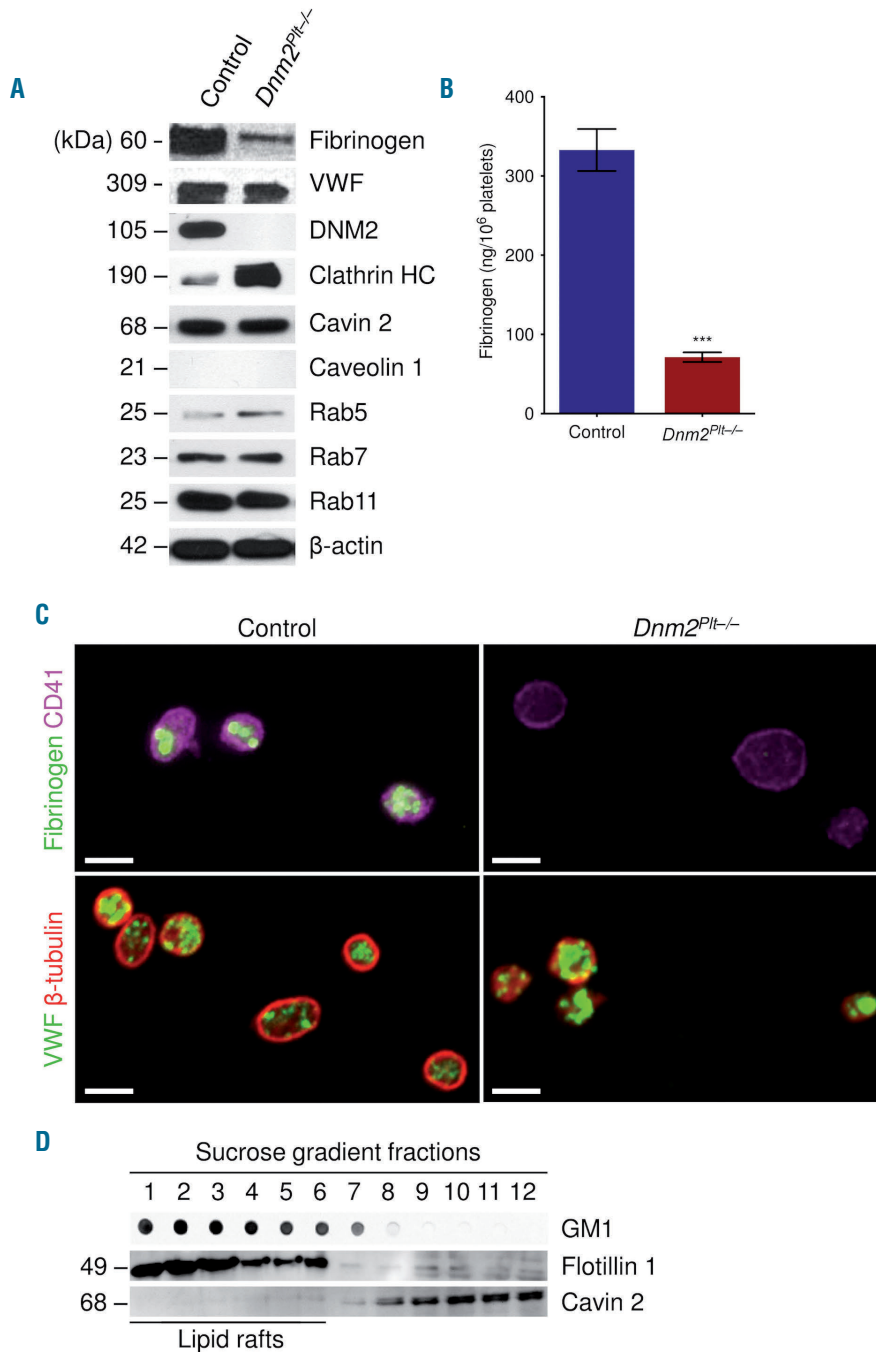 A
Control
Dnm2Plt–/–
(kDa) 60 – Fibrinogen
309 – VWF
105 – DNM2
190 – Clathrin HC
68 – Cavin 2
21 – Caveolin 1
25 – Rab5
23 – Rab7
25 – Rab11
42 – β-actin
B
400
300
200
100
0
Fibrinogen (ng/10⁶ platelets)
***
Control
Dnm2Plt–/–
C
Control
Dnm2Plt–/–
Fibrinogen CD41
VWF β-tubulin
D
Sucrose gradient fractions
1 2 3 4 5 6 7 8 9 10 11 12
GM1
49 – Flotillin 1
68 – Cavin 2
Lipid rafts